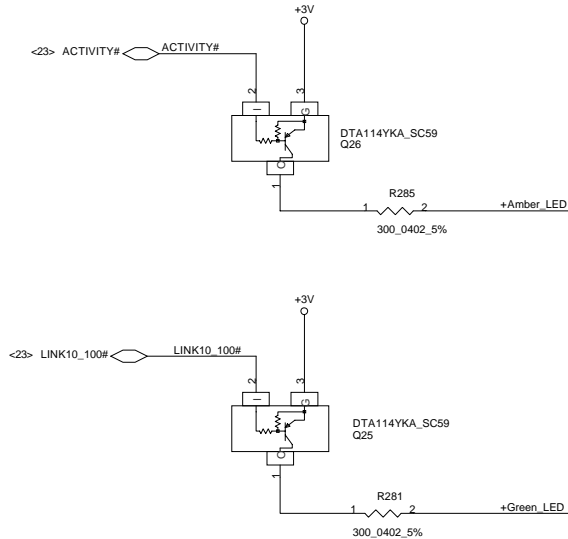 +3V
<23> ACTIVITY#
ACTIVITY#
2
3
I
G
DTA114YKA_SC59
Q26
C
1
R285
1
2
+Amber_LED
300_0402_5%
+3V
<23> LINK10_100#
LINK10_100#
2
3
I
G
DTA114YKA_SC59
Q25
C
1
R281
1
2
+Green_LED
300_0402_5%